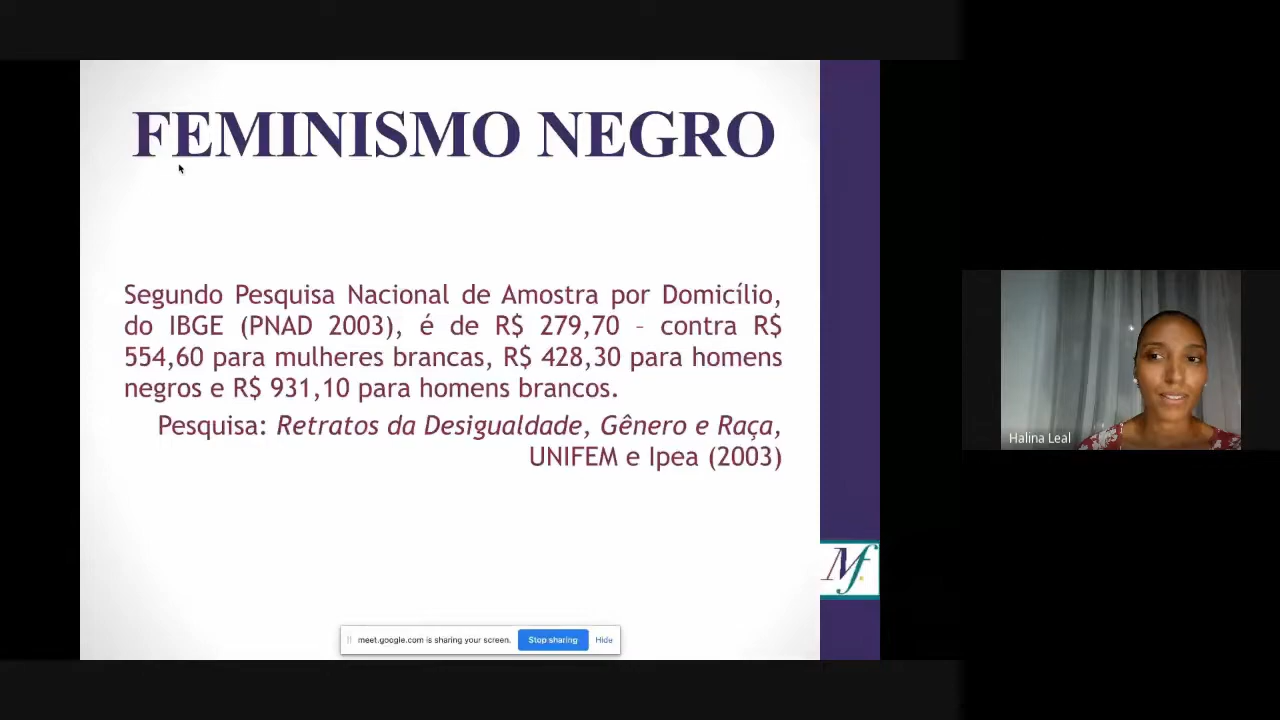 FEMINISMO NEGRO
Segundo Pesquisa Nacional de Amostra por Domicílio,
do IBGE (PNAD 2003), é de R$ 279,70 – contra R$
554,60 para mulheres brancas, R$ 428,30 para homens
negros e R$ 931,10 para homens brancos.
Pesquisa: Retratos da Desigualdade, Gênero e Raça,
UNIFEM e Ipea (2003)
Mf.
meet.google.com is sharing your screen. Stop sharing Hide
Halina Leal